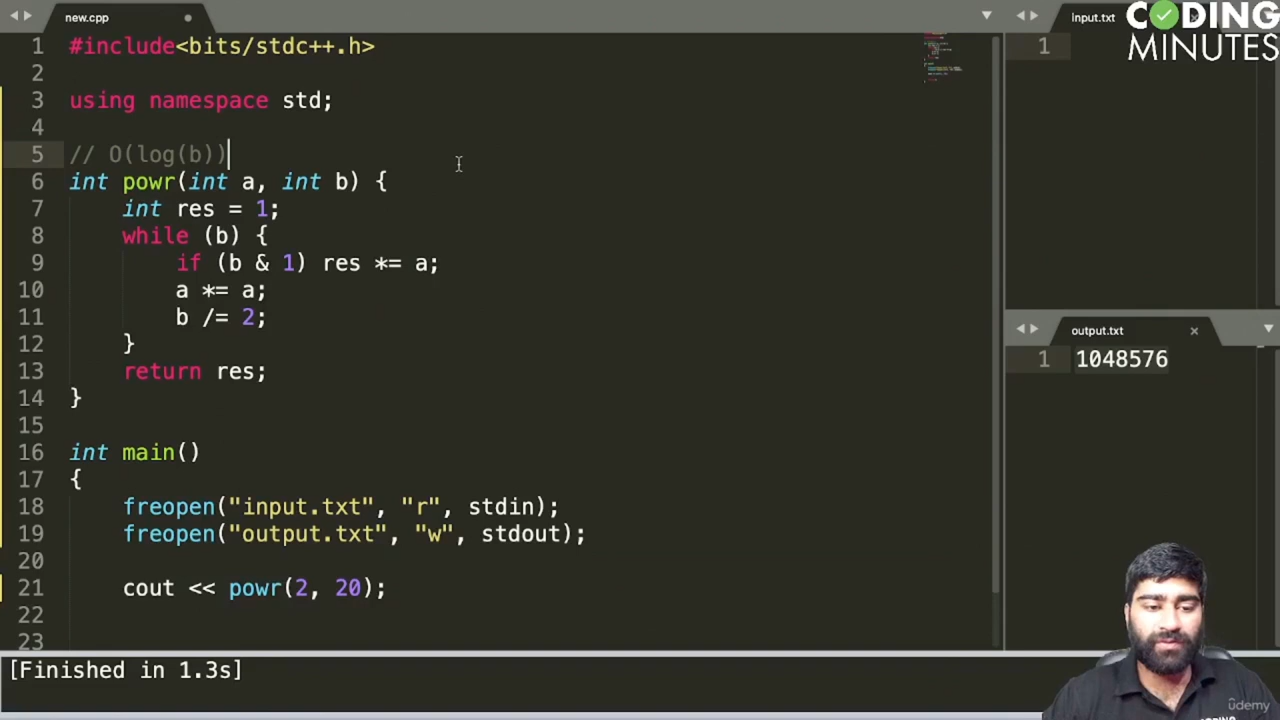 new.cpp
1 #include<bits/stdc++.h>
2
3 using namespace std;
4
5 // O(log(b))
6 int powr(int a, int b) {
7 int res = 1;
8 while (b) {
9 if (b & 1) res *= a;
10 a *= a;
11 b /= 2;
12 }
13 return res;
14 }
15
16 int main()
17 {
18 freopen("input.txt", "r", stdin);
19 freopen("output.txt", "w", stdout);
20
21 cout << powr(2, 20);
22
23
[Finished in 1.3s]
input.txt
1
CODING
MINUTES
output.txt
1 1048576
CODING
ûdemy